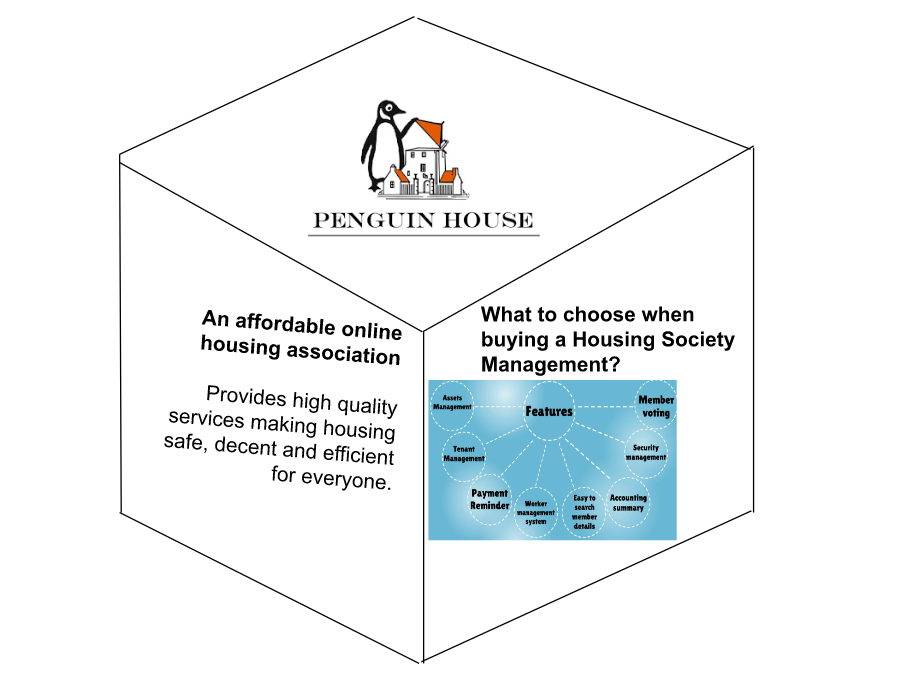 PENGUIN HOUSE
An affordable online
housing association
Provides high quality
services making housing
safe, decent and efficient
for everyone.
What to choose when
buying a Housing Society
Management?
Features
Assets
Management
Tenant
Management
Payment
Reminder
Worker
management
system
Easy to
search
member
details
Accounting
summary
Security
management
Member
voting